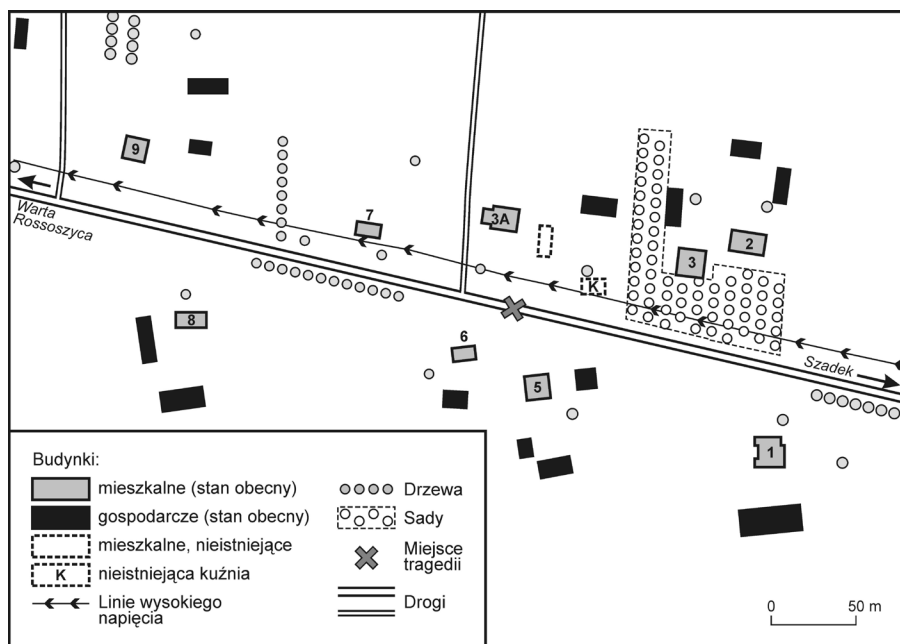 9
7
3A
2
3
K
Warta
Rossoszyca
8
6
5
Szadek
1
Budynki:
mieszkalne (stan obecny)
gospodarcze (stan obecny)
mieszkalne, nieistniejące
K nieistniejąca kuźnia
Linie wysokiego
napięcia
Drzewa
Sady
Miejsce
tragedii
Drogi
0 50 m